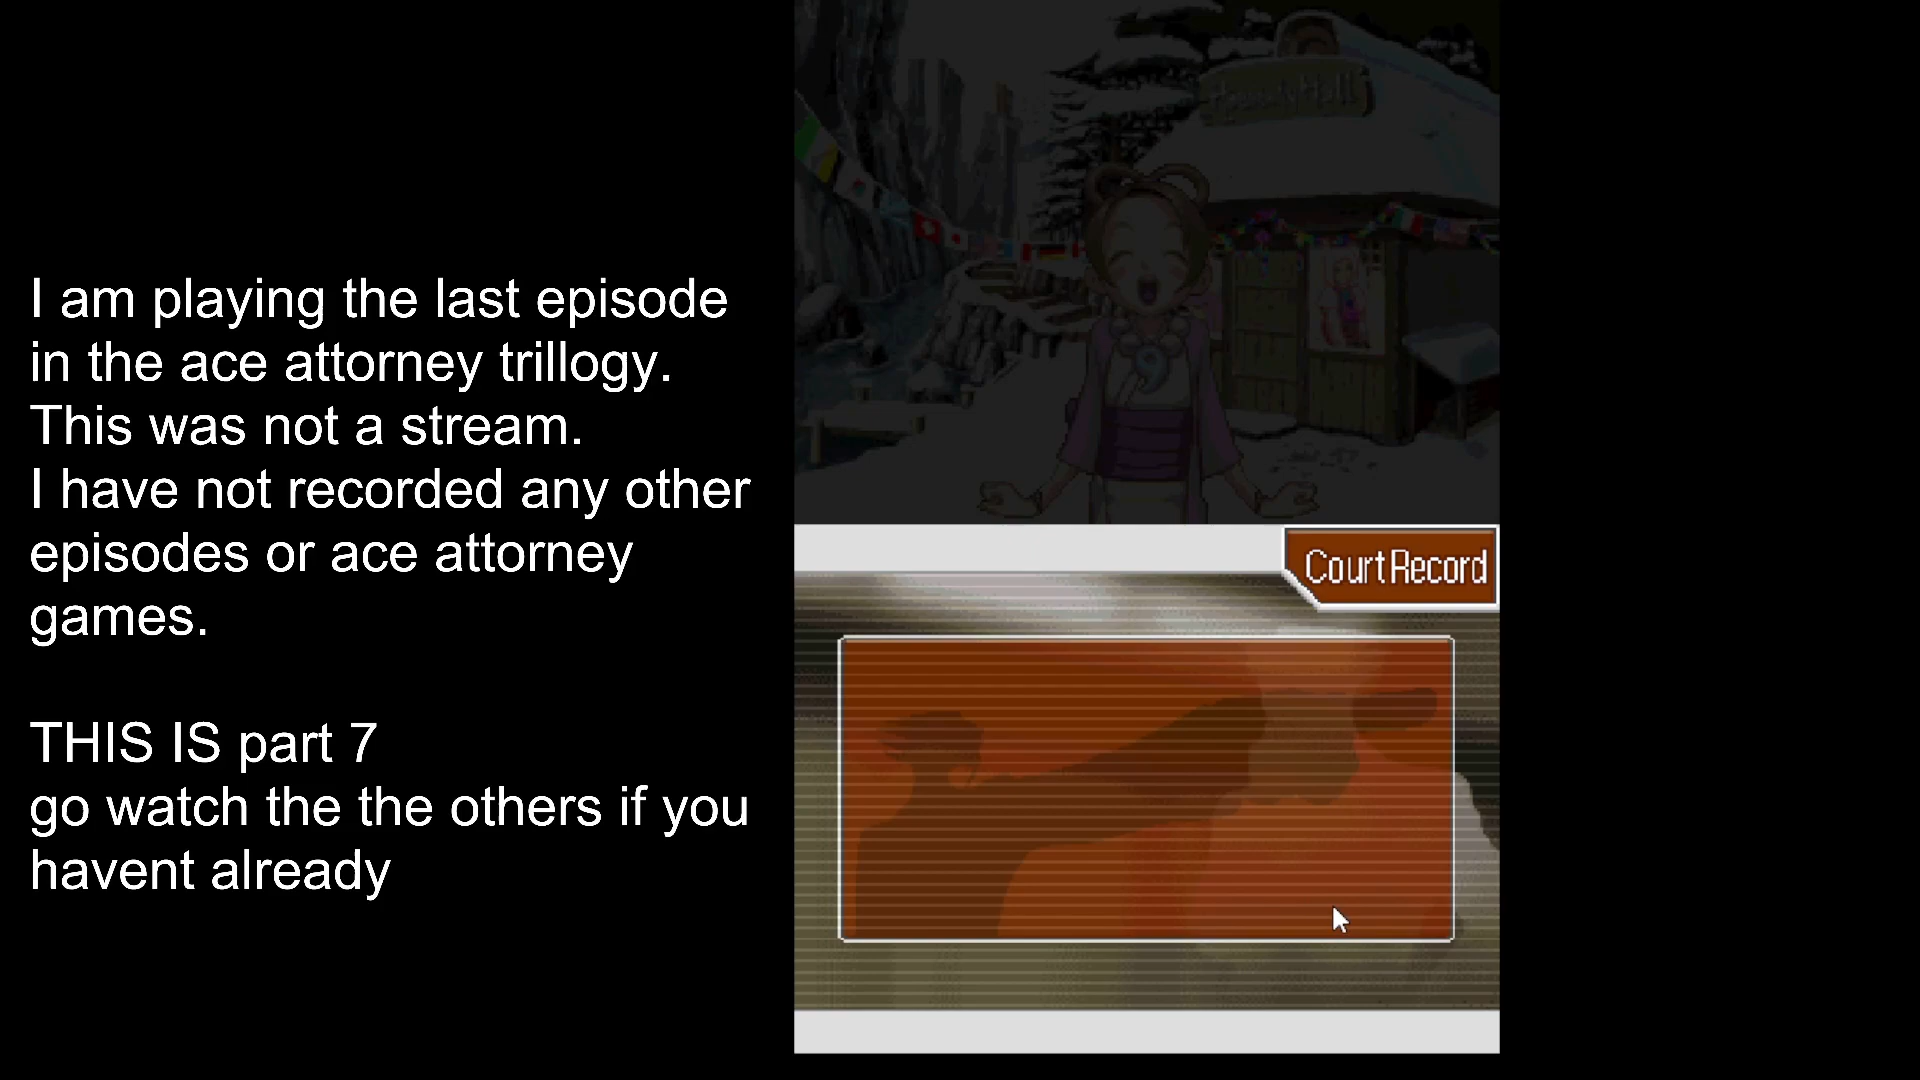 I am playing the last episode
in the ace attorney trillogy.
This was not a stream.
I have not recorded any other
episodes or ace attorney
games.
THIS IS part 7
go watch the the others if you
havent already
Court Record